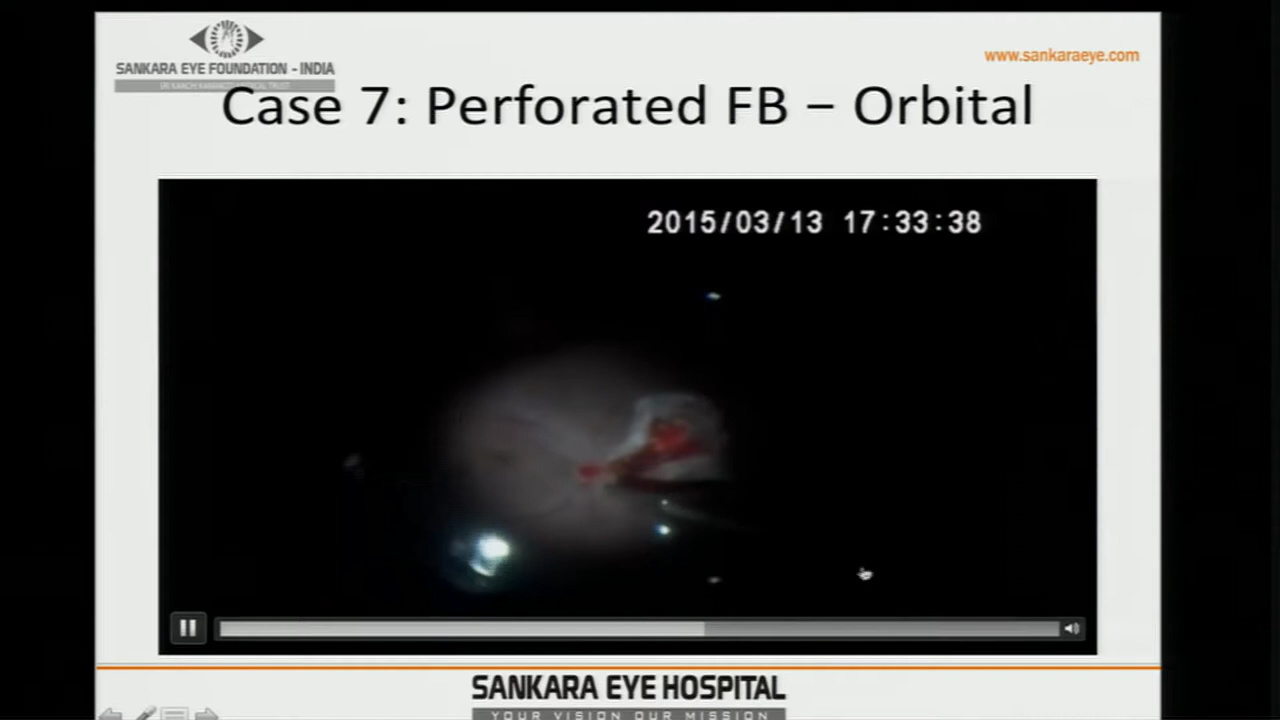 SANKARA EYE FOUNDATION - INDIA
www.sankaraeye.com
Case 7: Perforated FB – Orbital
2015/03/13 17:33:38
SANKARA EYE HOSPITAL
YOUR VISION OUR MISSION